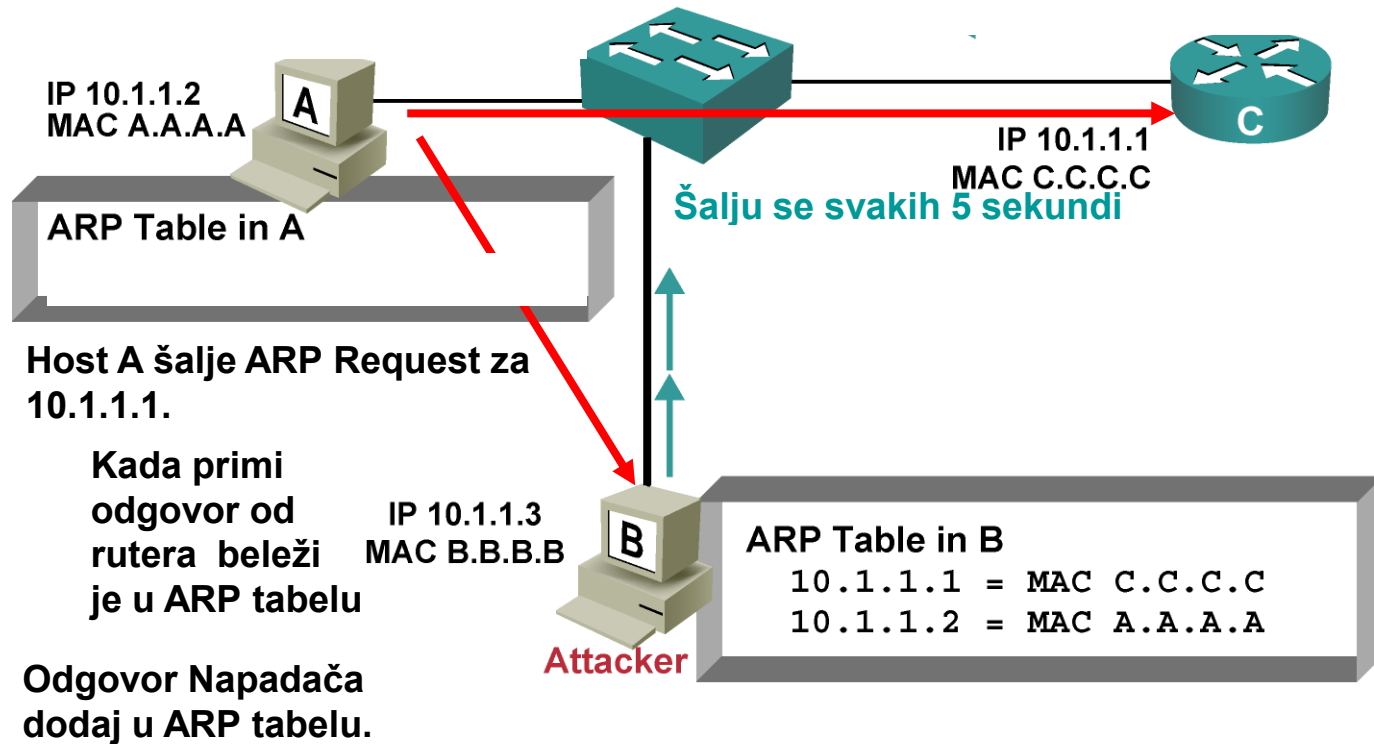 IP 10.1.1.2
MAC A.A.A.A
A
C
IP 10.1.1.1
MAC C.C.C.C
Šalju se svakih 5 sekundi
ARP Table in A
Host A šalje ARP Request za
10.1.1.1.
Kada primi
odgovor od
rutera beleži
je u ARP tabelu
IP 10.1.1.3
MAC B.B.B.B
B
Attacker
ARP Table in B
10.1.1.1 = MAC C.C.C.C
10.1.1.2 = MAC A.A.A.A
Odgovor Napadača
dodaj u ARP tabelu.